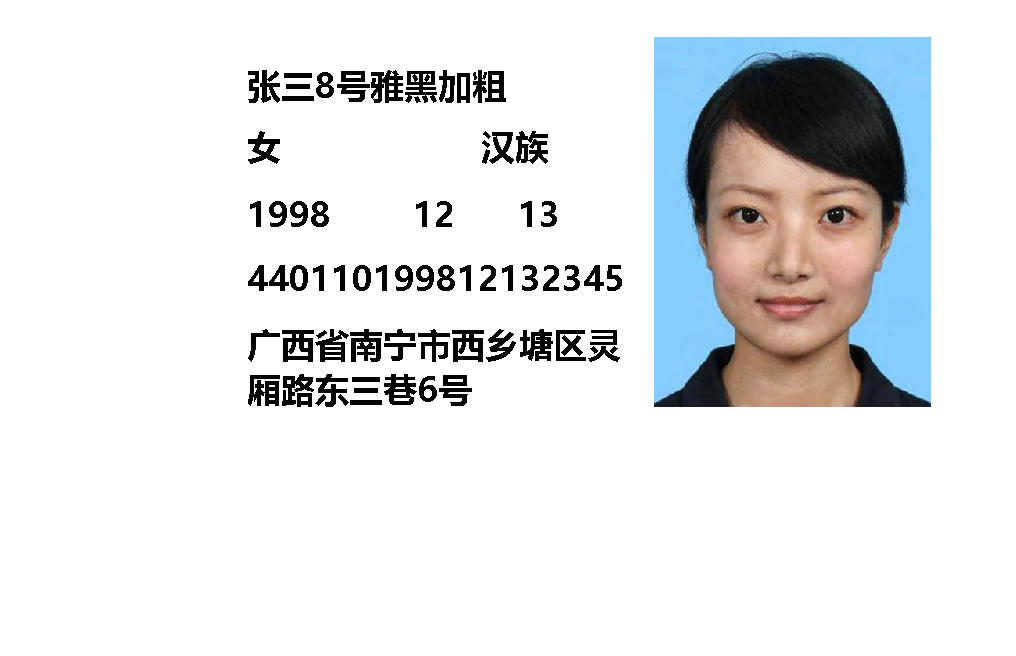 张三8号雅黑加粗
女 汉族
1998 12 13
440110199812132345
广西省南宁市西乡塘区灵
厢路东三巷6号